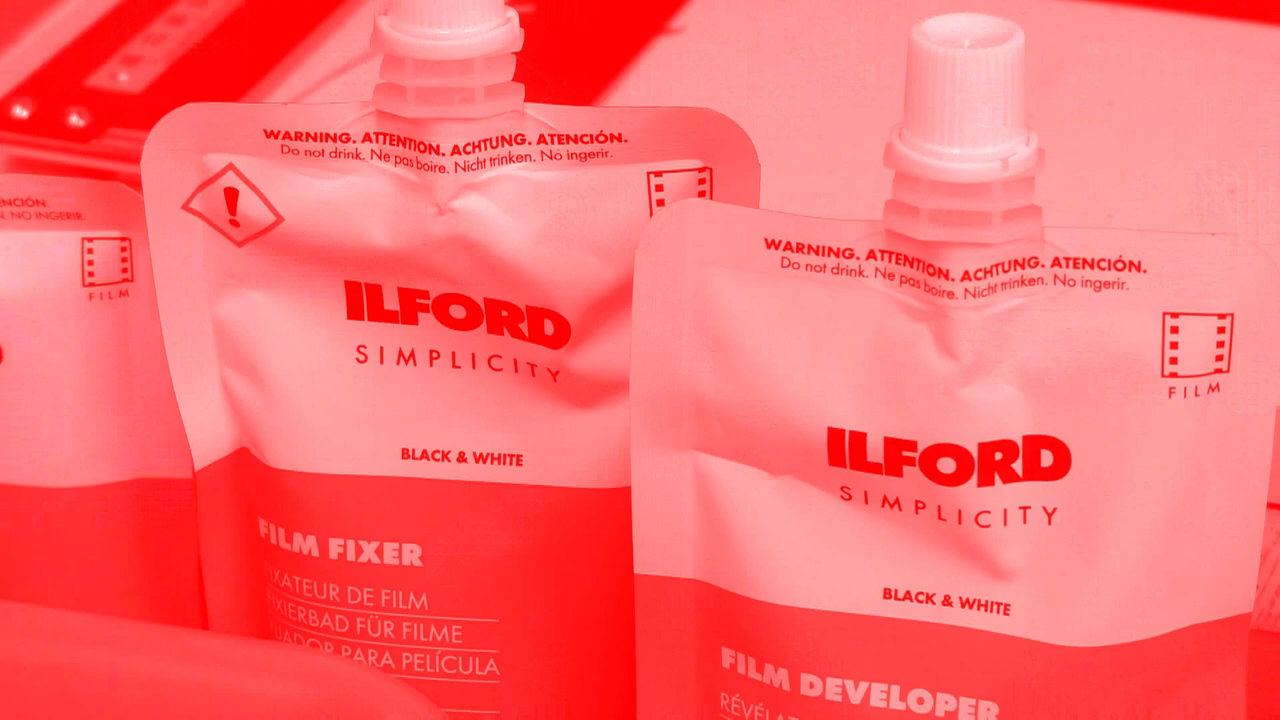 NCIÓN.
NO INGERIR.
FILM
WARNING. ATTENTION. ACHTUNG. ATENCIÓN.
Do not drink. Ne pas boire. Nicht trinken. No ingerir.
ILFORD
SIMPLICITY
BLACK & WHITE
FILM FIXER
FIXATEUR DE FILM
FIXIERBAD FÜR FILME
PARA PELÍCULA
WARNING. ATTENTION. ACHTUNG. ATENCIÓN.
Do not drink. Ne pas boire. Nicht trinken. No ingerir.
FILM
ILFORD
SIMPLICITY
BLACK & WHITE
FILM DEVELOPER